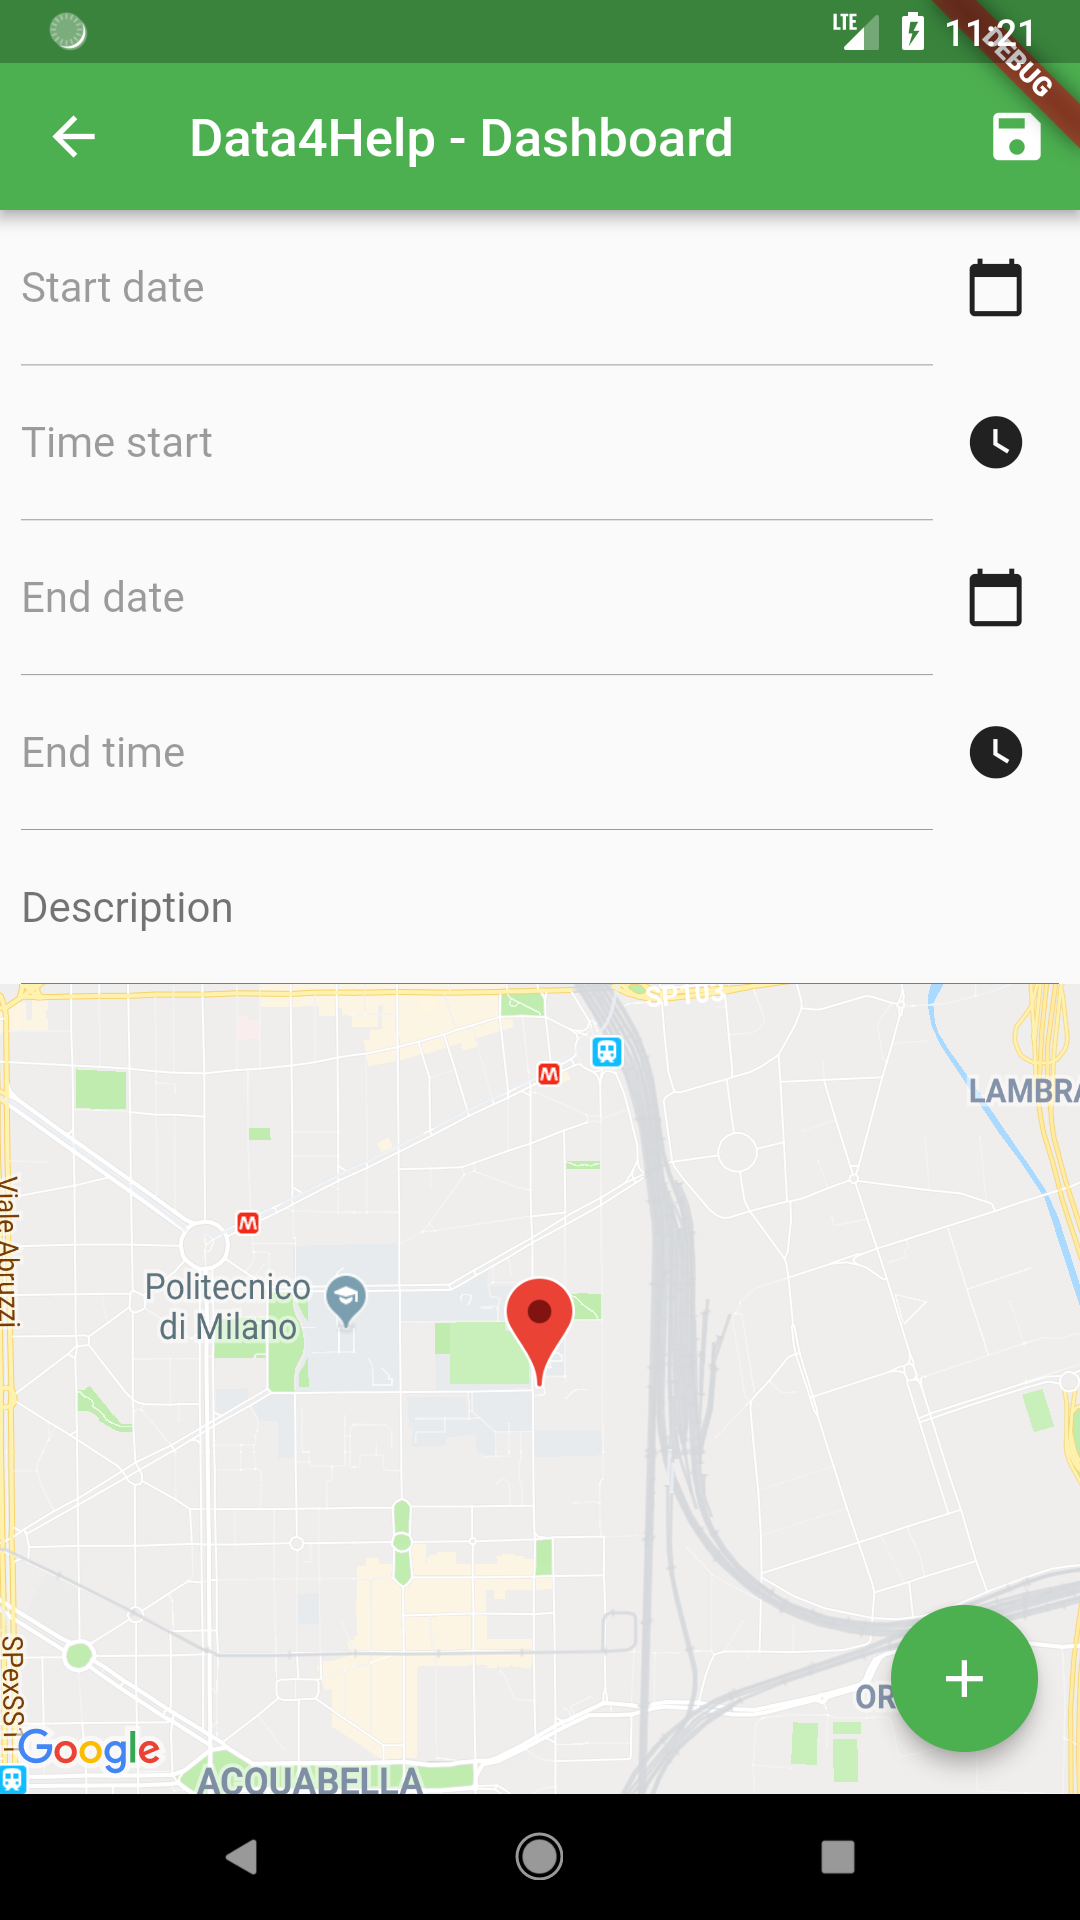 LTE 11:21
DEBUG
Data4Help - Dashboard
Start date
Time start
End date
End time
Description
SP103
M
LAMBRA
Viale Abruzzi
M
Politecnico
di Milano
SPexSS11
OR
Google
ACQUABELLA